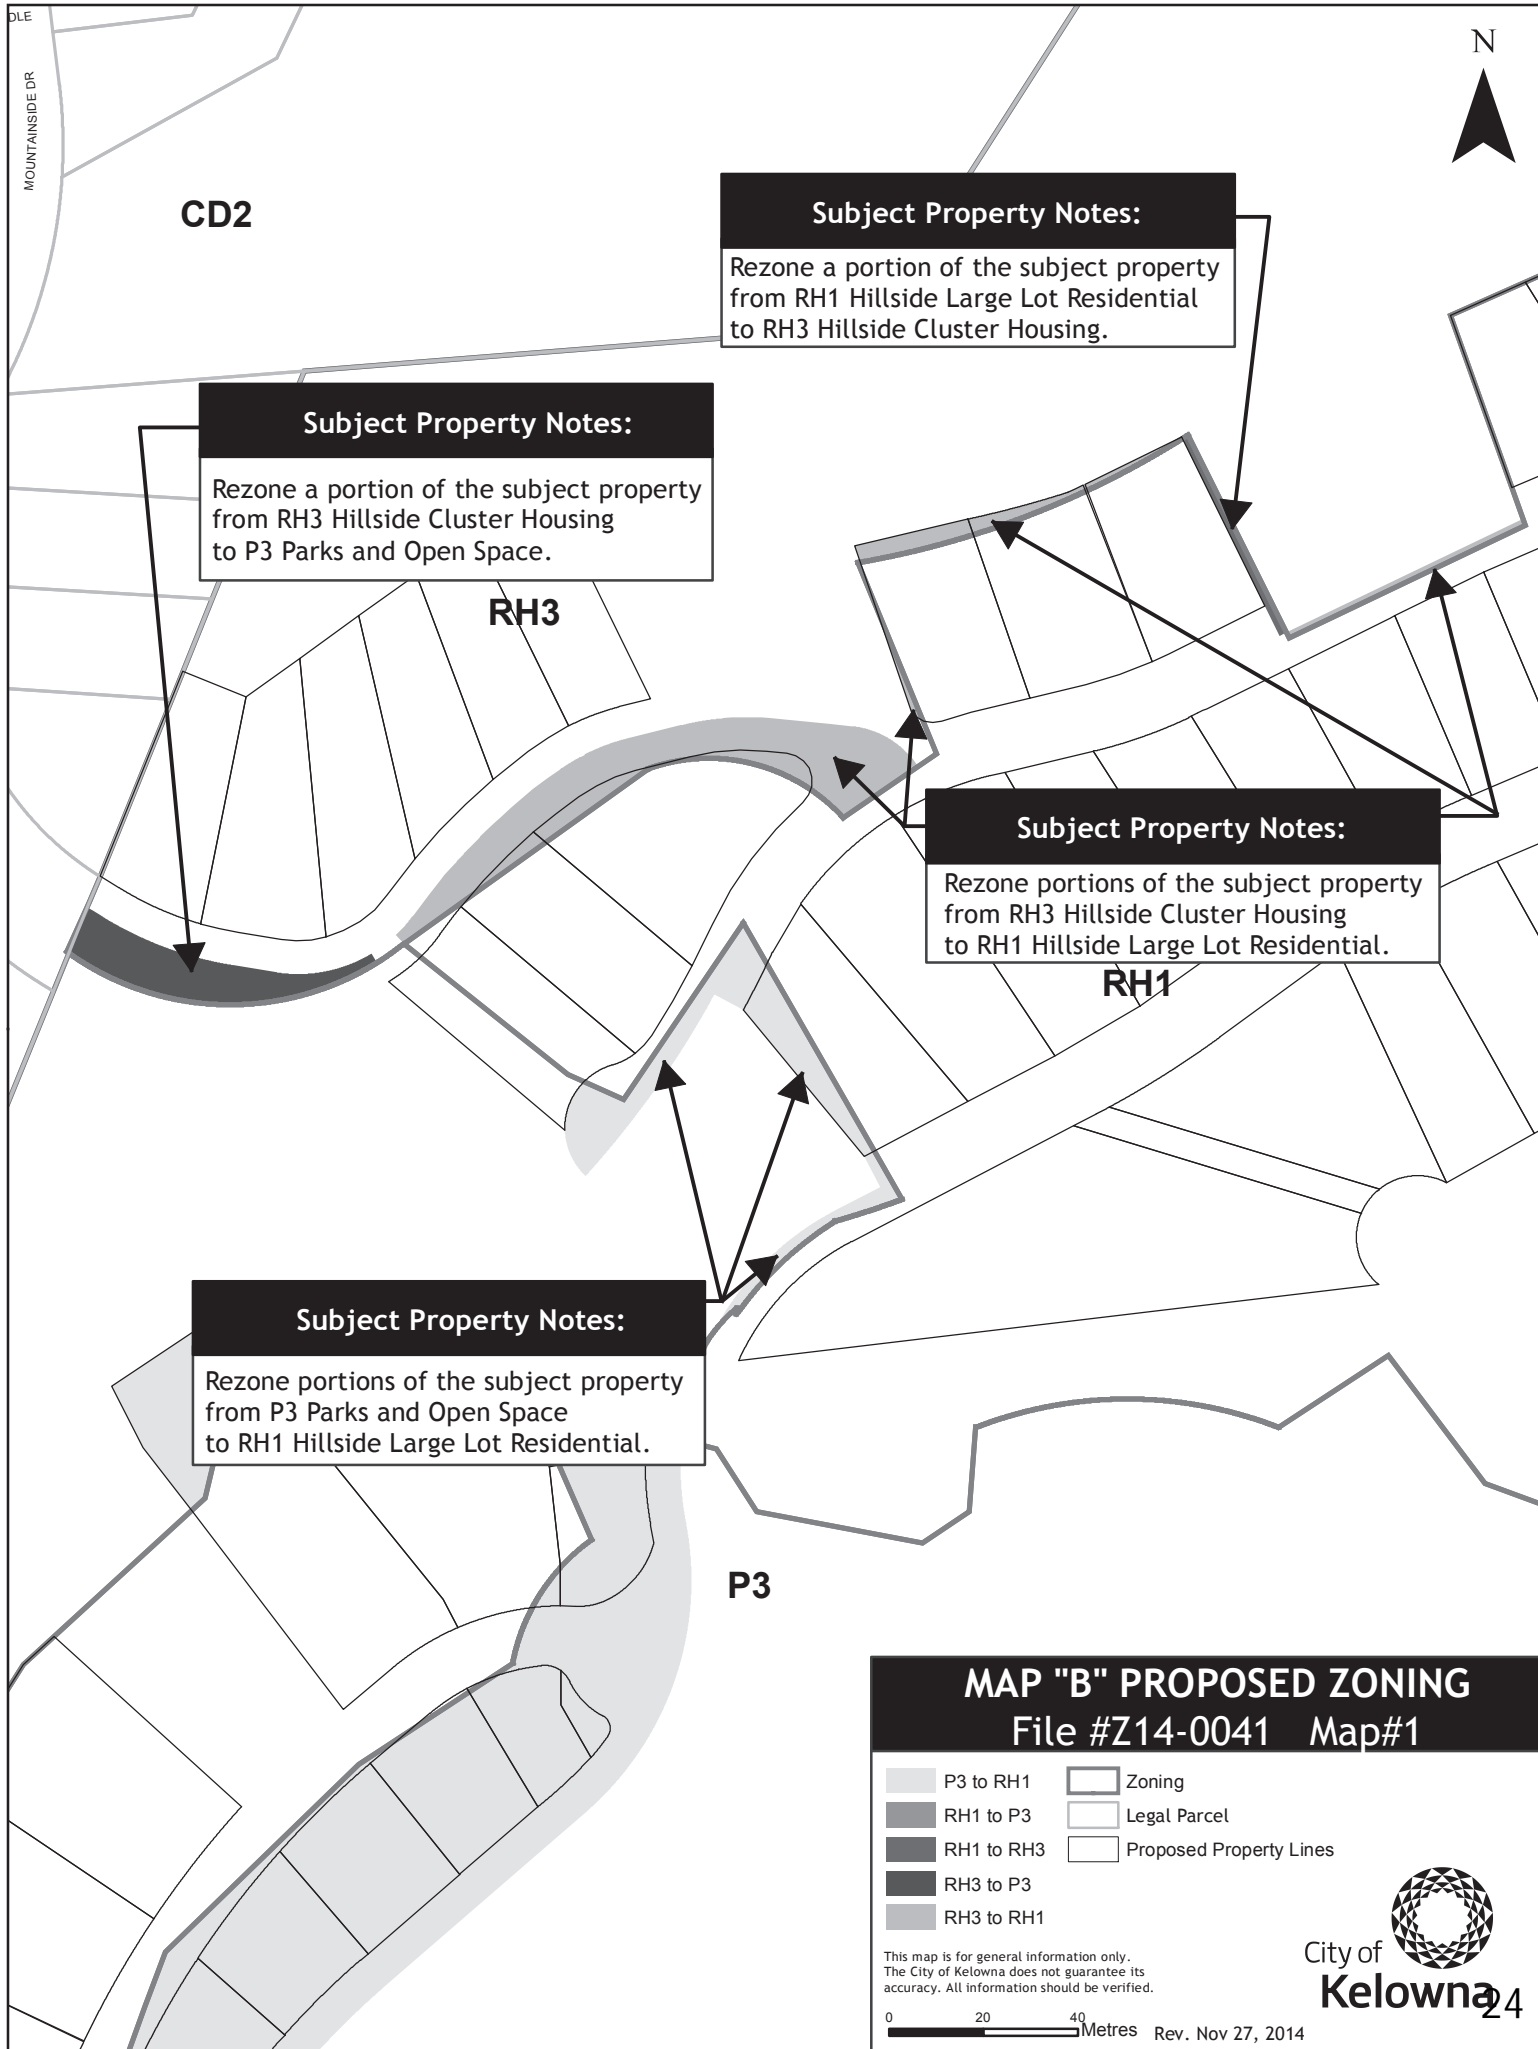 DLE
MOUNTAINSIDE DR
N
CD2
Subject Property Notes:
Rezone a portion of the subject property
from RH1 Hillside Large Lot Residential
to RH3 Hillside Cluster Housing.
Subject Property Notes:
Rezone a portion of the subject property
from RH3 Hillside Cluster Housing
to P3 Parks and Open Space.
RH3
Subject Property Notes:
Rezone portions of the subject property
from RH3 Hillside Cluster Housing
to RH1 Hillside Large Lot Residential.
RH1
Subject Property Notes:
Rezone portions of the subject property
from P3 Parks and Open Space
to RH1 Hillside Large Lot Residential.
P3
MAP "B" PROPOSED ZONING
File #Z14-0041 Map#1
P3 to RH1
RH1 to P3
RH1 to RH3
RH3 to P3
RH3 to RH1
Zoning
Legal Parcel
Proposed Property Lines
This map is for general information only.
The City of Kelowna does not guarantee its
accuracy. All information should be verified.
0 20 40
Metres
Rev. Nov 27, 2014
City of
Kelowna
24